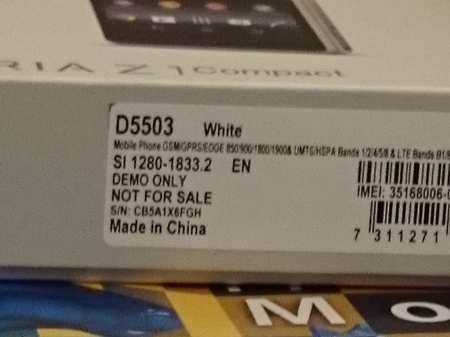 RIA Z1 Compact
D5503 White
Mobile Phone GSM/GPRS/EDGE 850/900/1800/1900& UMTS/HSPA Bands 1/2/4/5/8 & LTE Bands B1/
SI 1280-1833.2 EN
DEMO ONLY
NOT FOR SALE
IMEI: 35168006-
S/N: CB5A1X6FGH
Made in China
7 311271
M o